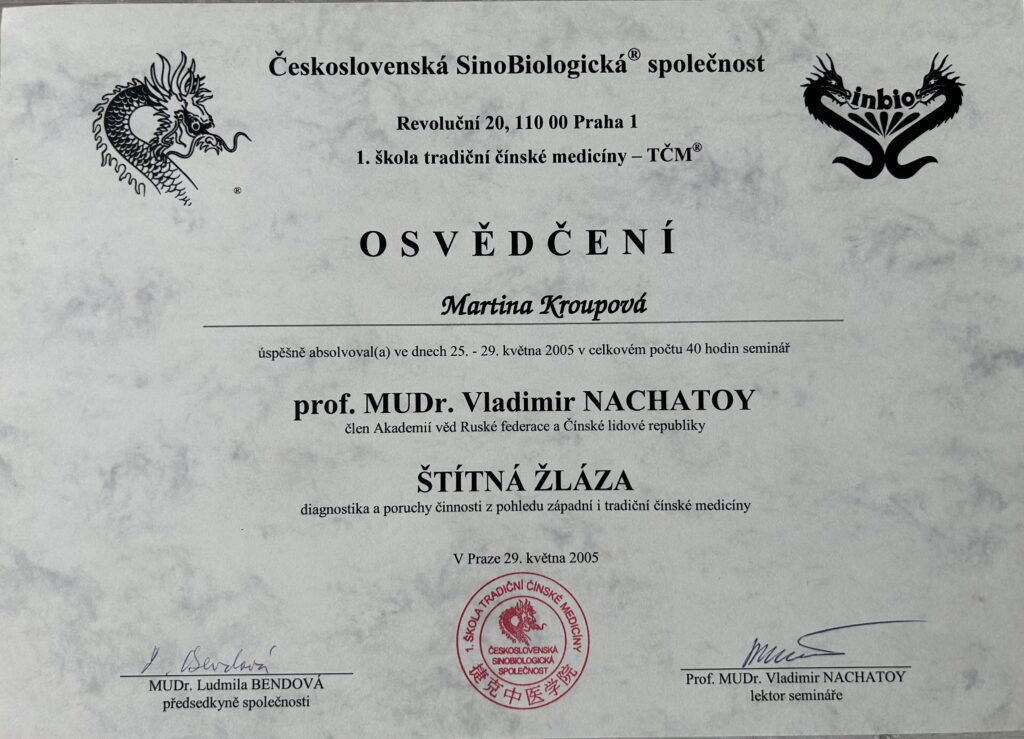 Československá SinoBiologická® společnost
inbio
Revoluční 20, 110 00 Praha 1
1. škola tradiční čínské medicíny – TČM®
®
OSVĚDČENÍ
Martina Kroupová
úspěšně absolvoval(a) ve dnech 25. - 29. května 2005 v celkovém počtu 40 hodin seminář
prof. MUDr. Vladimir NACHATOY
člen Akademií věd Ruské federace a Čínské lidové republiky
ŠTÍTNÁ ŽLÁZA
diagnostika a poruchy činnosti z pohledu západní i tradiční čínské medicíny
V Praze 29. května 2005
1. ŠKOLA TRADIČNÍ ČÍNSKÉ MEDICÍNY
ČESKOSLOVENSKÁ
SINOBIOLOGICKÁ
SPOLEČNOST
捷克中医学院
Bendová
MUDr. Ludmila BENDOVÁ
předsedkyně společnosti
Prof. MUDr. Vladimir NACHATOY
lektor semináře